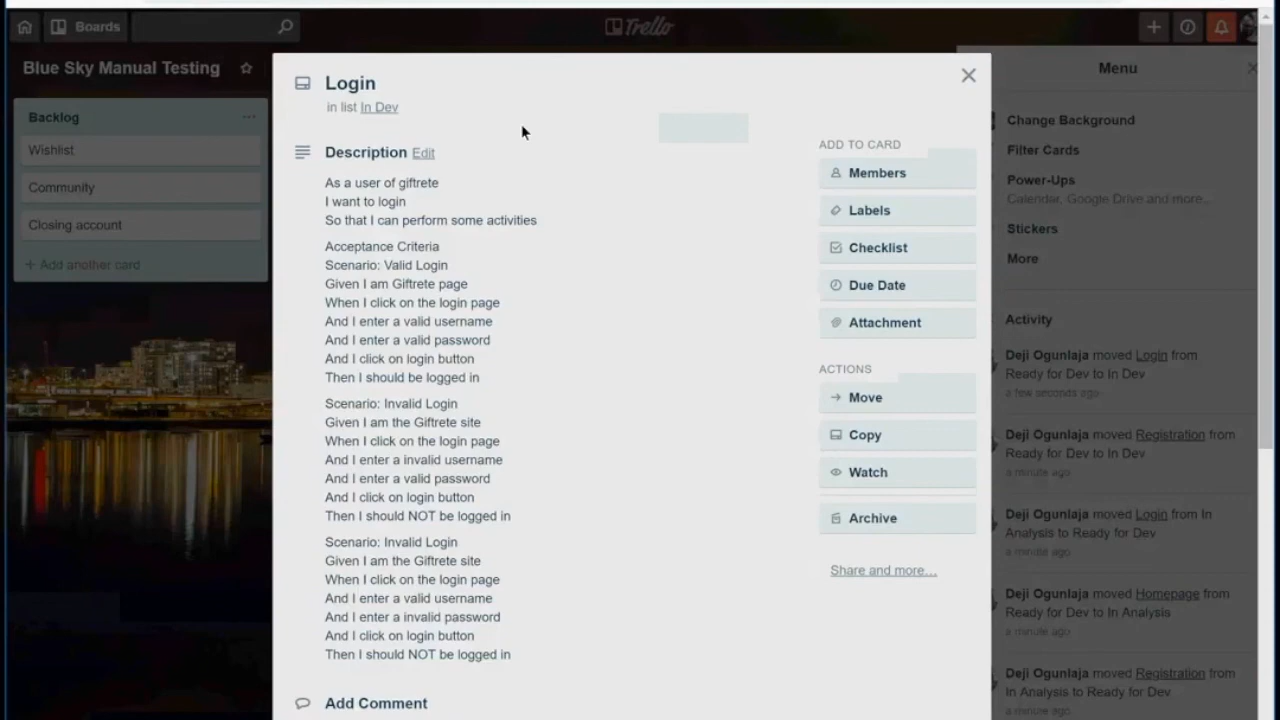 Boards
Trello
Blue Sky Manual Testing
Backlog
Wishlist
Community
Closing account
+ Add another card
Login
in list In Dev
Description Edit
As a user of giftrete
I want to login
So that I can perform some activities
Acceptance Criteria
Scenario: Valid Login
Given I am Giftrete page
When I click on the login page
And I enter a valid username
And I enter a valid password
And I click on login button
Then I should be logged in
Scenario: Invalid Login
Given I am the Giftrete site
When I click on the login page
And I enter a invalid username
And I enter a valid password
And I click on login button
Then I should NOT be logged in
Scenario: Invalid Login
Given I am the Giftrete site
When I click on the login page
And I enter a valid username
And I enter a invalid password
And I click on login button
Then I should NOT be logged in
Add Comment
ADD TO CARD
Members
Labels
Checklist
Due Date
Attachment
ACTIONS
Move
Copy
Watch
Archive
Share and more...
Menu
Change Background
Filter Cards
Power-Ups
Calendar, Google Drive and more...
Stickers
More
Activity
Deji Ogunlaja moved Login from
Ready for Dev to In Dev
a few seconds ago
Deji Ogunlaja moved Registration from
Ready for Dev to In Dev
a minute ago
Deji Ogunlaja moved Login from In
Analysis to Ready for Dev
a minute ago
Deji Ogunlaja moved Homepage from
Ready for Dev to In Analysis
a minute ago
Deji Ogunlaja moved Registration from
In Analysis to Ready for Dev
a minute ago